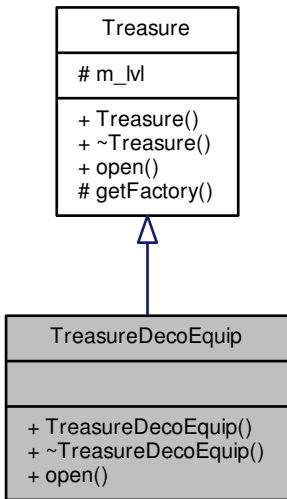 Treasure
# m_lvl
+ Treasure()
+ ~Treasure()
+ open()
# getFactory()
TreasureDecoEquip
+ TreasureDecoEquip()
+ ~TreasureDecoEquip()
+ open()